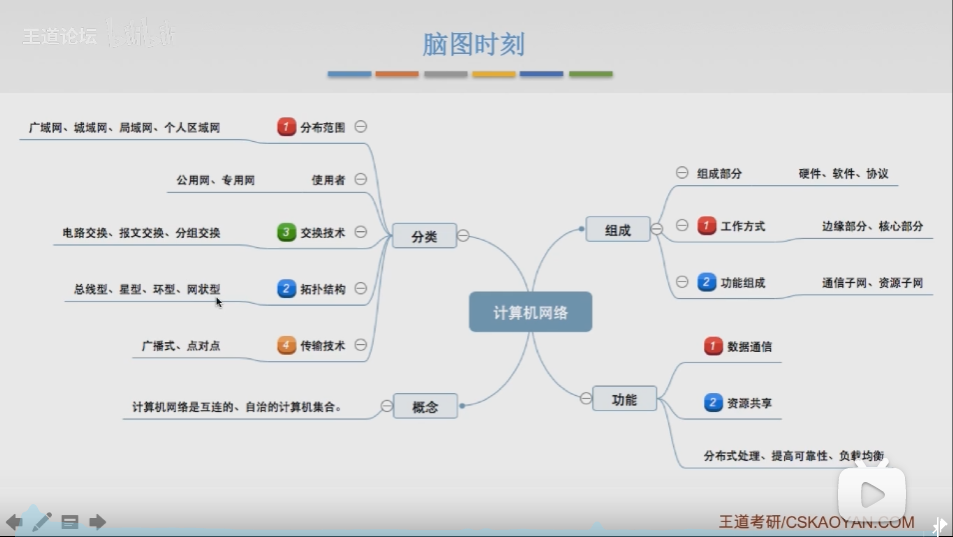 王道论坛
脑图时刻
广域网、城域网、局域网、个人区域网
1 分布范围
公用网、专用网
使用者
电路交换、报文交换、分组交换
3 交换技术
总线型、星型、环型、网状型
2 拓扑结构
广播式、点对点
4 传输技术
分类
计算机网络是互连的、自治的计算机集合。
概念
计算机网络
组成
组成部分
硬件、软件、协议
1 工作方式
边缘部分、核心部分
2 功能组成
通信子网、资源子网
功能
1 数据通信
2 资源共享
分布式处理、提高可靠性、负载均衡
王道考研/CSKAOYAN.COM